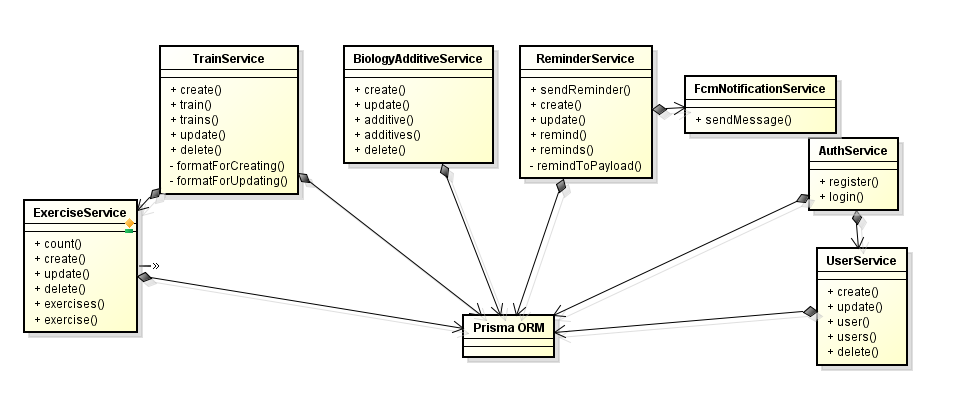 TrainService
+ create()
+ train()
+ trains()
+ update()
+ delete()
- formatForCreating()
- formatForUpdating()
BiologyAdditiveService
+ create()
+ update()
+ additive()
+ additives()
+ delete()
ReminderService
+ sendReminder()
+ create()
+ update()
+ remind()
+ reminds()
- remindToPayload()
FcmNotificationService
+ sendMessage()
AuthService
+ register()
+ login()
ExerciseService
+ count()
+ create()
+ update()
+ delete()
+ exercises()
+ exercise()
UserService
+ create()
+ update()
+ user()
+ users()
+ delete()
Prisma ORM